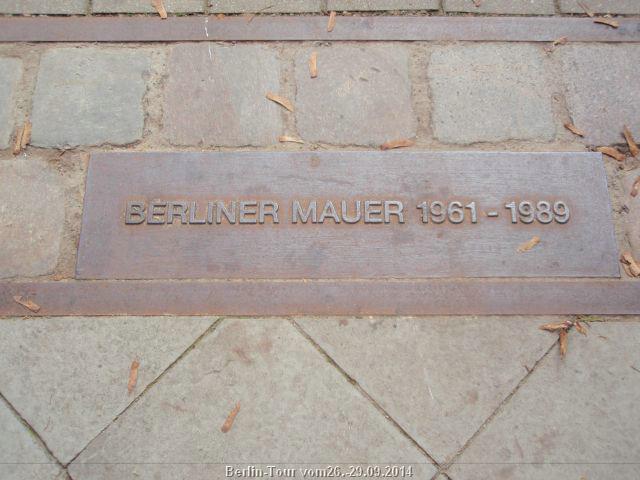 BERLINER MAUER 1961 - 1989
Berlin-Tour vom26.-29.09.2014